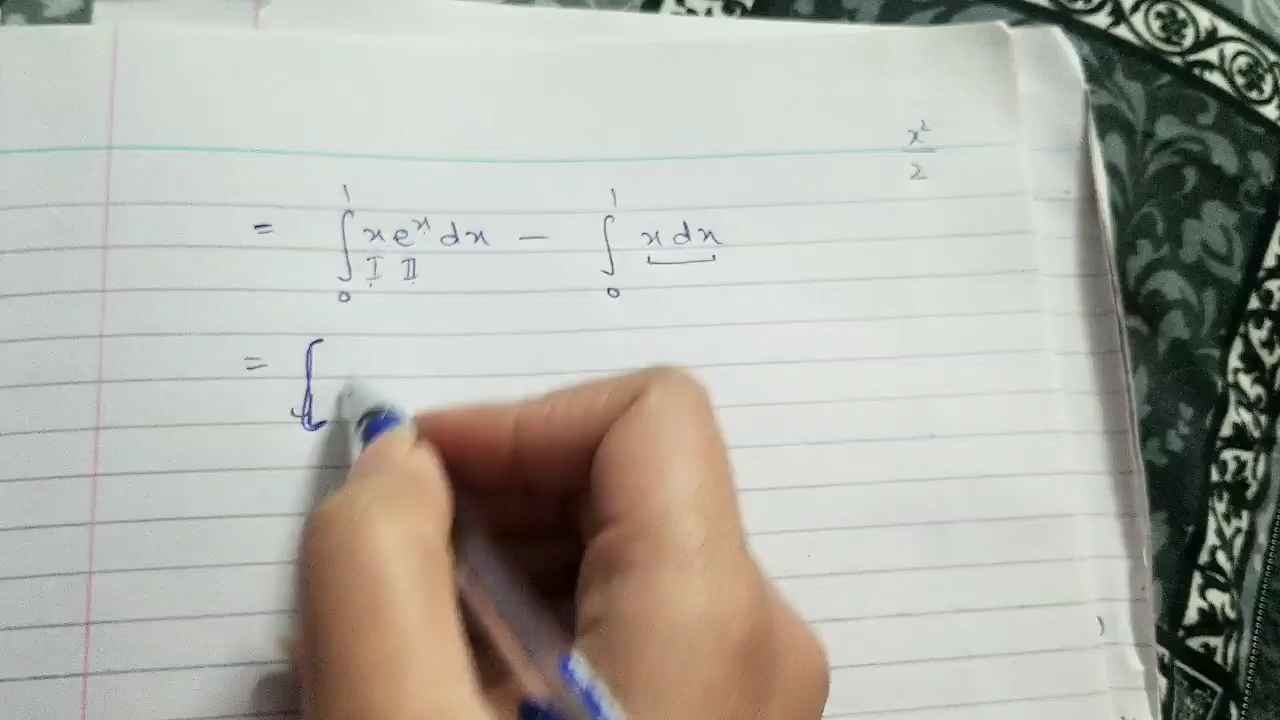 x²/2
= ∫₀¹ x eˣ dx − ∫₀¹ x dx
I II
= [